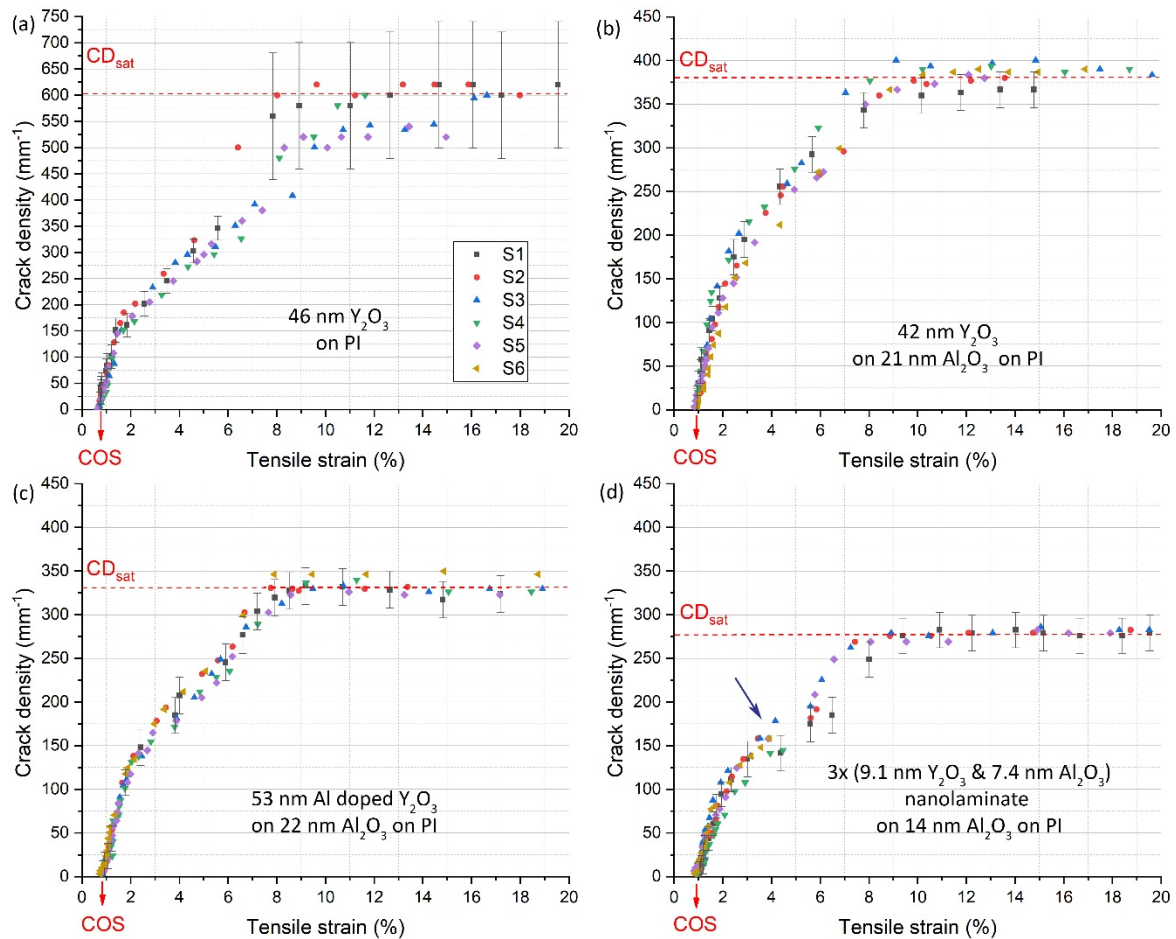 (a)
750
700
650
600
550
500
450
400
350
300
250
200
150
100
50
0
Crack density (mm⁻¹)
CD_sat
46 nm Y₂O₃
on PI
S1
S2
S3
S4
S5
S6
0 2 4 6 8 10 12 14 16 18 20
COS
Tensile strain (%)
(b)
450
400
350
300
250
200
150
100
50
0
Crack density (mm⁻¹)
CD_sat
42 nm Y₂O₃
on 21 nm Al₂O₃ on PI
0 2 4 6 8 10 12 14 16 18 20
COS
Tensile strain (%)
(c)
450
400
350
300
250
200
150
100
50
0
Crack density (mm⁻¹)
CD_sat
53 nm Al doped Y₂O₃
on 22 nm Al₂O₃ on PI
0 2 4 6 8 10 12 14 16 18 20
COS
Tensile strain (%)
(d)
450
400
350
300
250
200
150
100
50
0
Crack density (mm⁻¹)
CD_sat
3x (9.1 nm Y₂O₃ & 7.4 nm Al₂O₃)
nanolaminate
on 14 nm Al₂O₃ on PI
0 2 4 6 8 10 12 14 16 18 20
COS
Tensile strain (%)